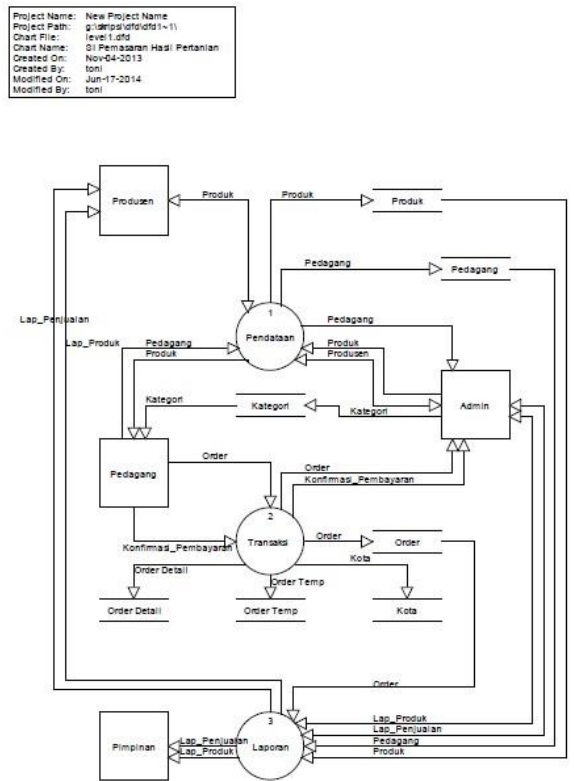 Project Name: New Project Name
Project Path: g:\skripsi\dfd\dfd1~1\
Chart File: level1.dfd
Chart Name: SI Pemasaran Hasil Pertanian
Created On: Nov-04-2013
Created By: toni
Modified On: Jun-17-2014
Modified By: toni
Produsen
Produk
Produk
Produk
Pedagang
Pedagang
1
Pendataan
Lap_Penjualan
Lap_Produk
Pedagang
Produk
Pedagang
Produk
Produsen
Kategori
Kategori
Kategori
Admin
Pedagang
Order
Order
Konfirmasi_Pembayaran
2
Transaksi
Konfirmasi_Pembayaran
Order
Order
Kota
Order Detail
Order Temp
Order Detail
Order Temp
Kota
Order
3
Laporan
Pimpinan
Lap_Penjualan
Lap_Produk
Lap_Produk
Lap_Penjualan
Pedagang
Produk